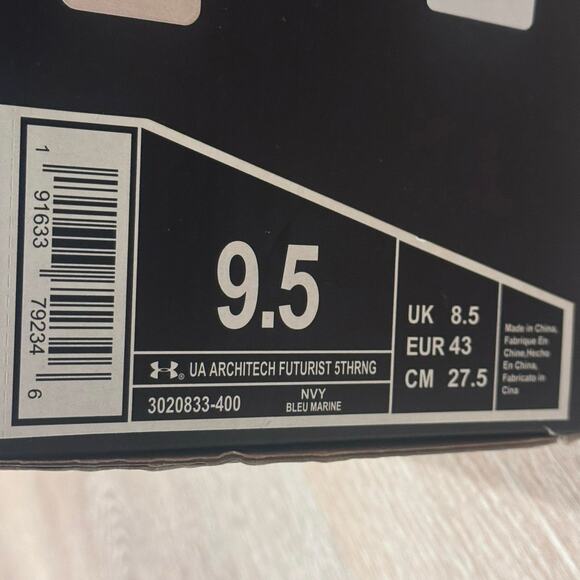 1 91633 79234 6
9.5
UA ARCHITECH FUTURIST 5THRNG
3020833-400
NVY
BLEU MARINE
UK 8.5
EUR 43
CM 27.5
Made in China,
Fabrique En
Chine,Hecho
En China,
Fabricato in
Cina